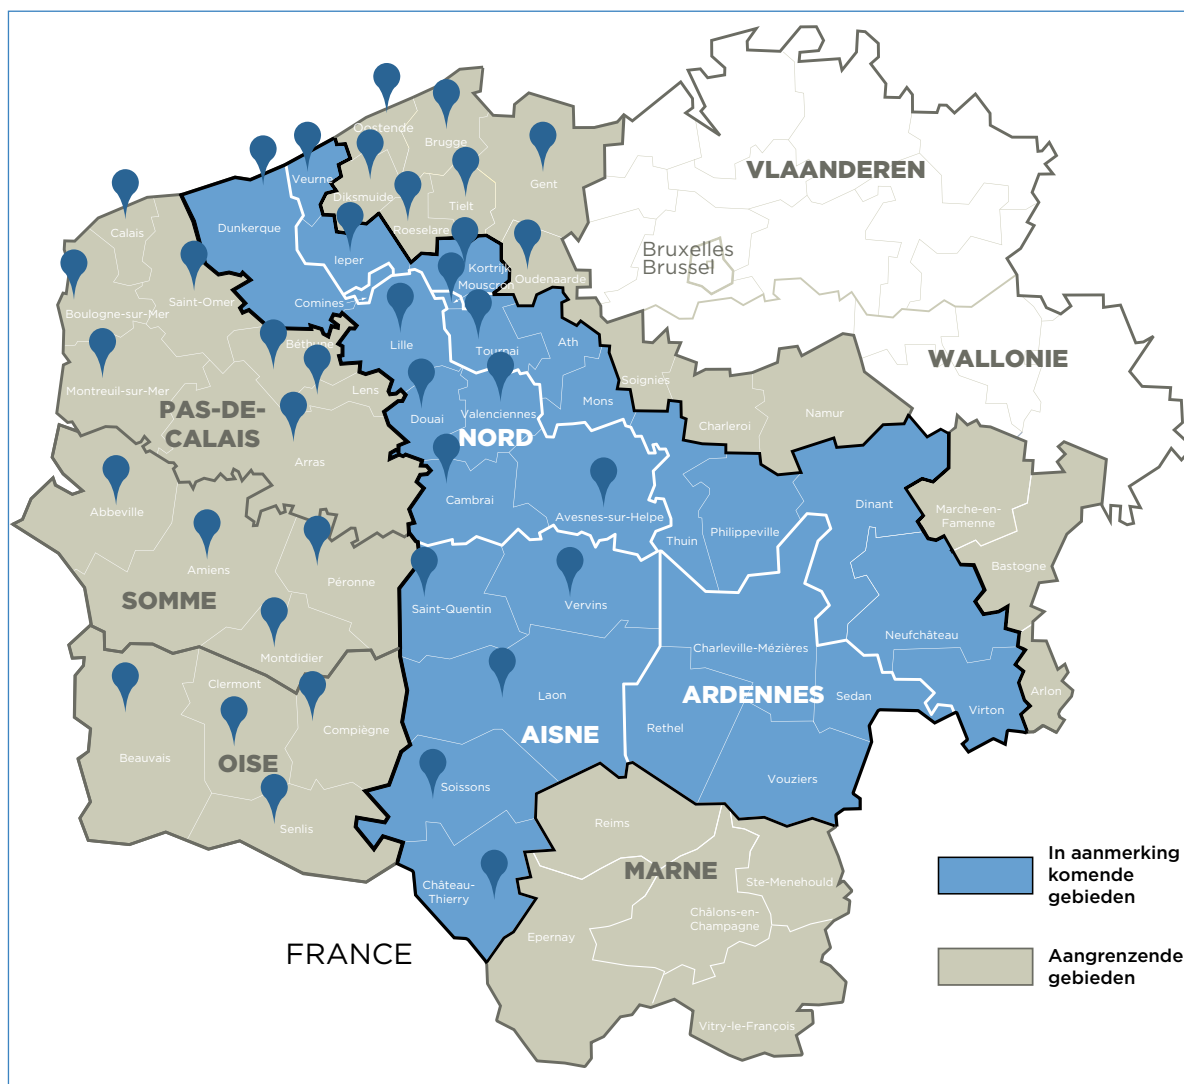 Oostende
Brugge
VLAANDEREN
Veurne
Gent
Diksmuide-
Tielt
Calais
Dunkerque
Roeselare
Bruxelles
Brussel
Ieper
Kortrijk
Oudenaarde
Mouscron
Saint-Omer
Comines
Boulogne-sur-Mer
Béthune
Lille
Tournai
Ath
WALLONIE
Soignies
Montreuil-sur-Mer
Lens
Mons
PAS-DE-
CALAIS
Douai
Valenciennes
Namur
Charleroi
NORD
Arras
Cambrai
Avesnes-sur-Helpe
Dinant
Abbeville
Marche-en-
Famenne
Thuin
Philippeville
Bastogne
Amiens
Péronne
SOMME
Saint-Quentin
Vervins
Neufchâteau
Charleville-Mézières
Montdidier
Clermont
Laon
ARDENNES
Sedan
Arlon
Virton
Compiègne
Rethel
AISNE
Beauvais
OISE
Vouziers
Soissons
Senlis
Reims
MARNE
Château-
Thierry
Ste-Menehould
Châlons-en-
Champagne
Epernay
FRANCE
Vitry-le-François
In aanmerking
komende
gebieden
Aangrenzende
gebieden